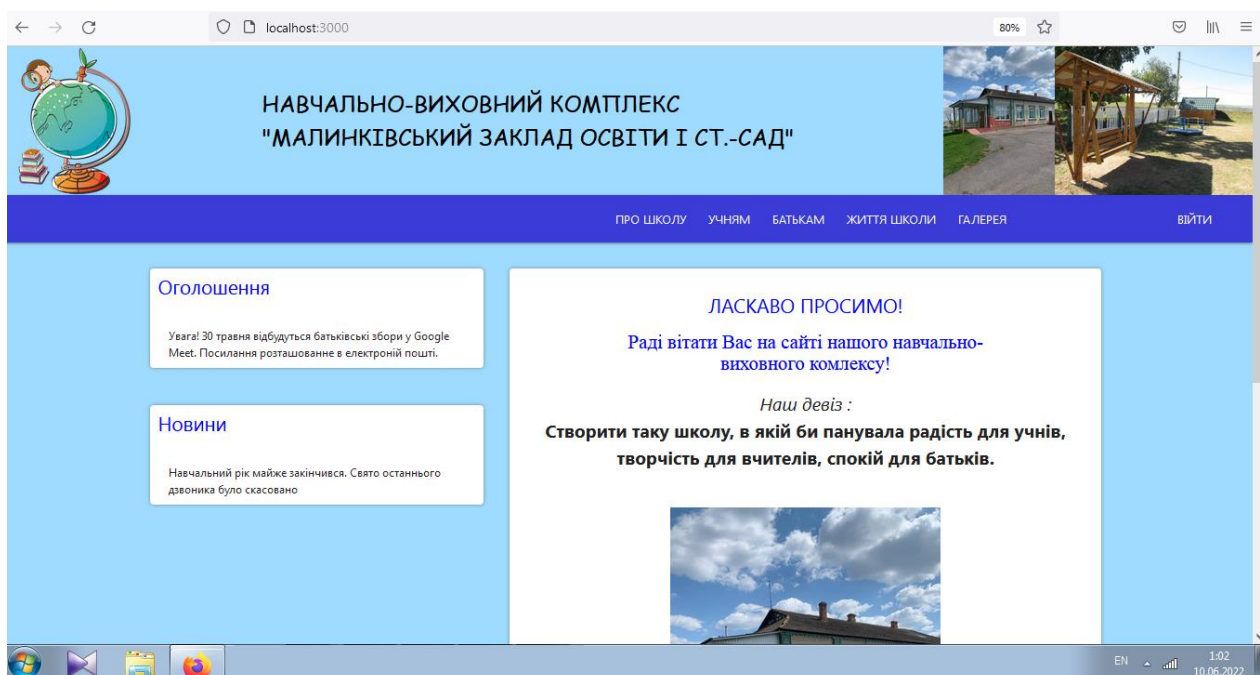 localhost:3000
80%
НАВЧАЛЬНО-ВИХОВНИЙ КОМПЛЕКС
"МАЛИНКІВСЬКИЙ ЗАКЛАД ОСВІТИ І СТ.-САД"
ПРО ШКОЛУ УЧНЯМ БАТЬКАМ ЖИТТЯ ШКОЛИ ГАЛЕРЕЯ ВІЙТИ
Оголошення
Увага! 30 травня відбудуться батьківські збори у Google
Meet. Посилання розташованне в електроній пошті.
Новини
Навчальний рік майже закінчився. Свято останнього
дзвоника було скасовано
ЛАСКАВО ПРОСИМО!
Раді вітати Вас на сайті нашого навчально-
виховного комлексу!
Наш девіз :
Створити таку школу, в якій би панувала радість для учнів,
творчість для вчителів, спокій для батьків.
EN
1:02
10.06.2022